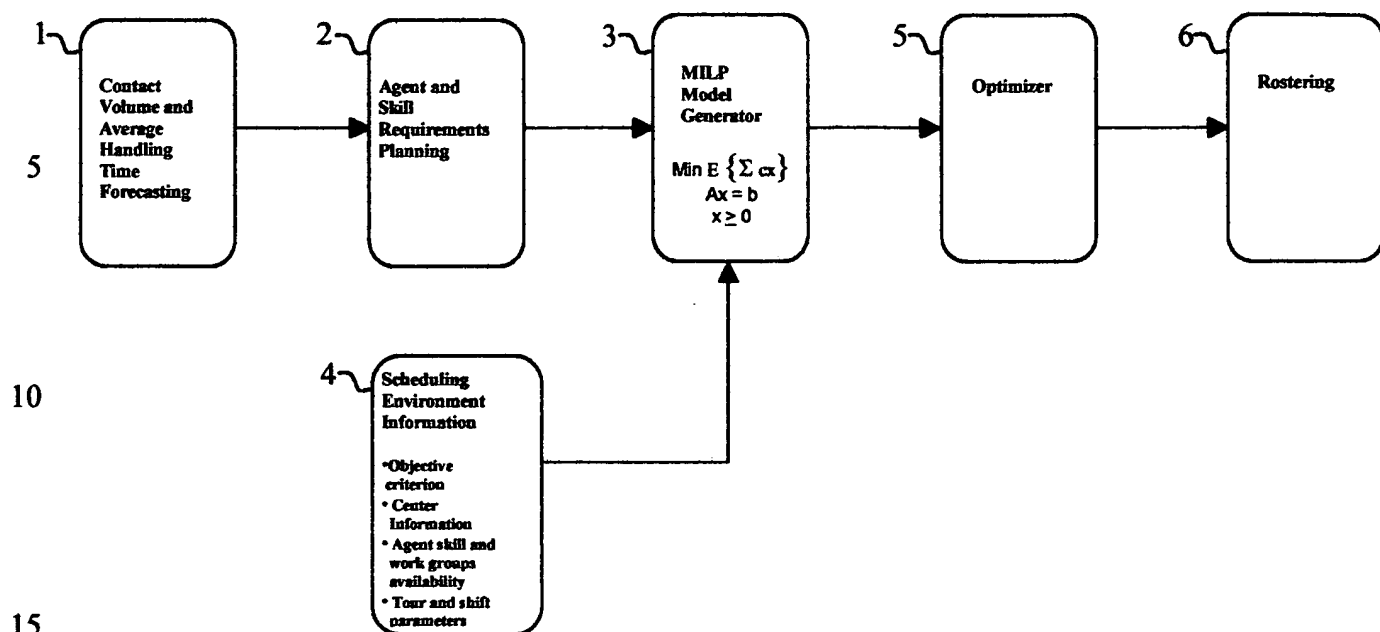 1
Contact
Volume and
Average
Handling
Time
Forecasting
2
Agent and
Skill
Requirements
Planning
3
MILP
Model
Generator
Min E { Σ cx}
Ax = b
x ≥ 0
5
Optimizer
6
Rostering
5
4
Scheduling
Environment
Information
•Objective
criterion
• Center
Information
• Agent skill and
work groups
availability
• Tour and shift
parameters
10
15